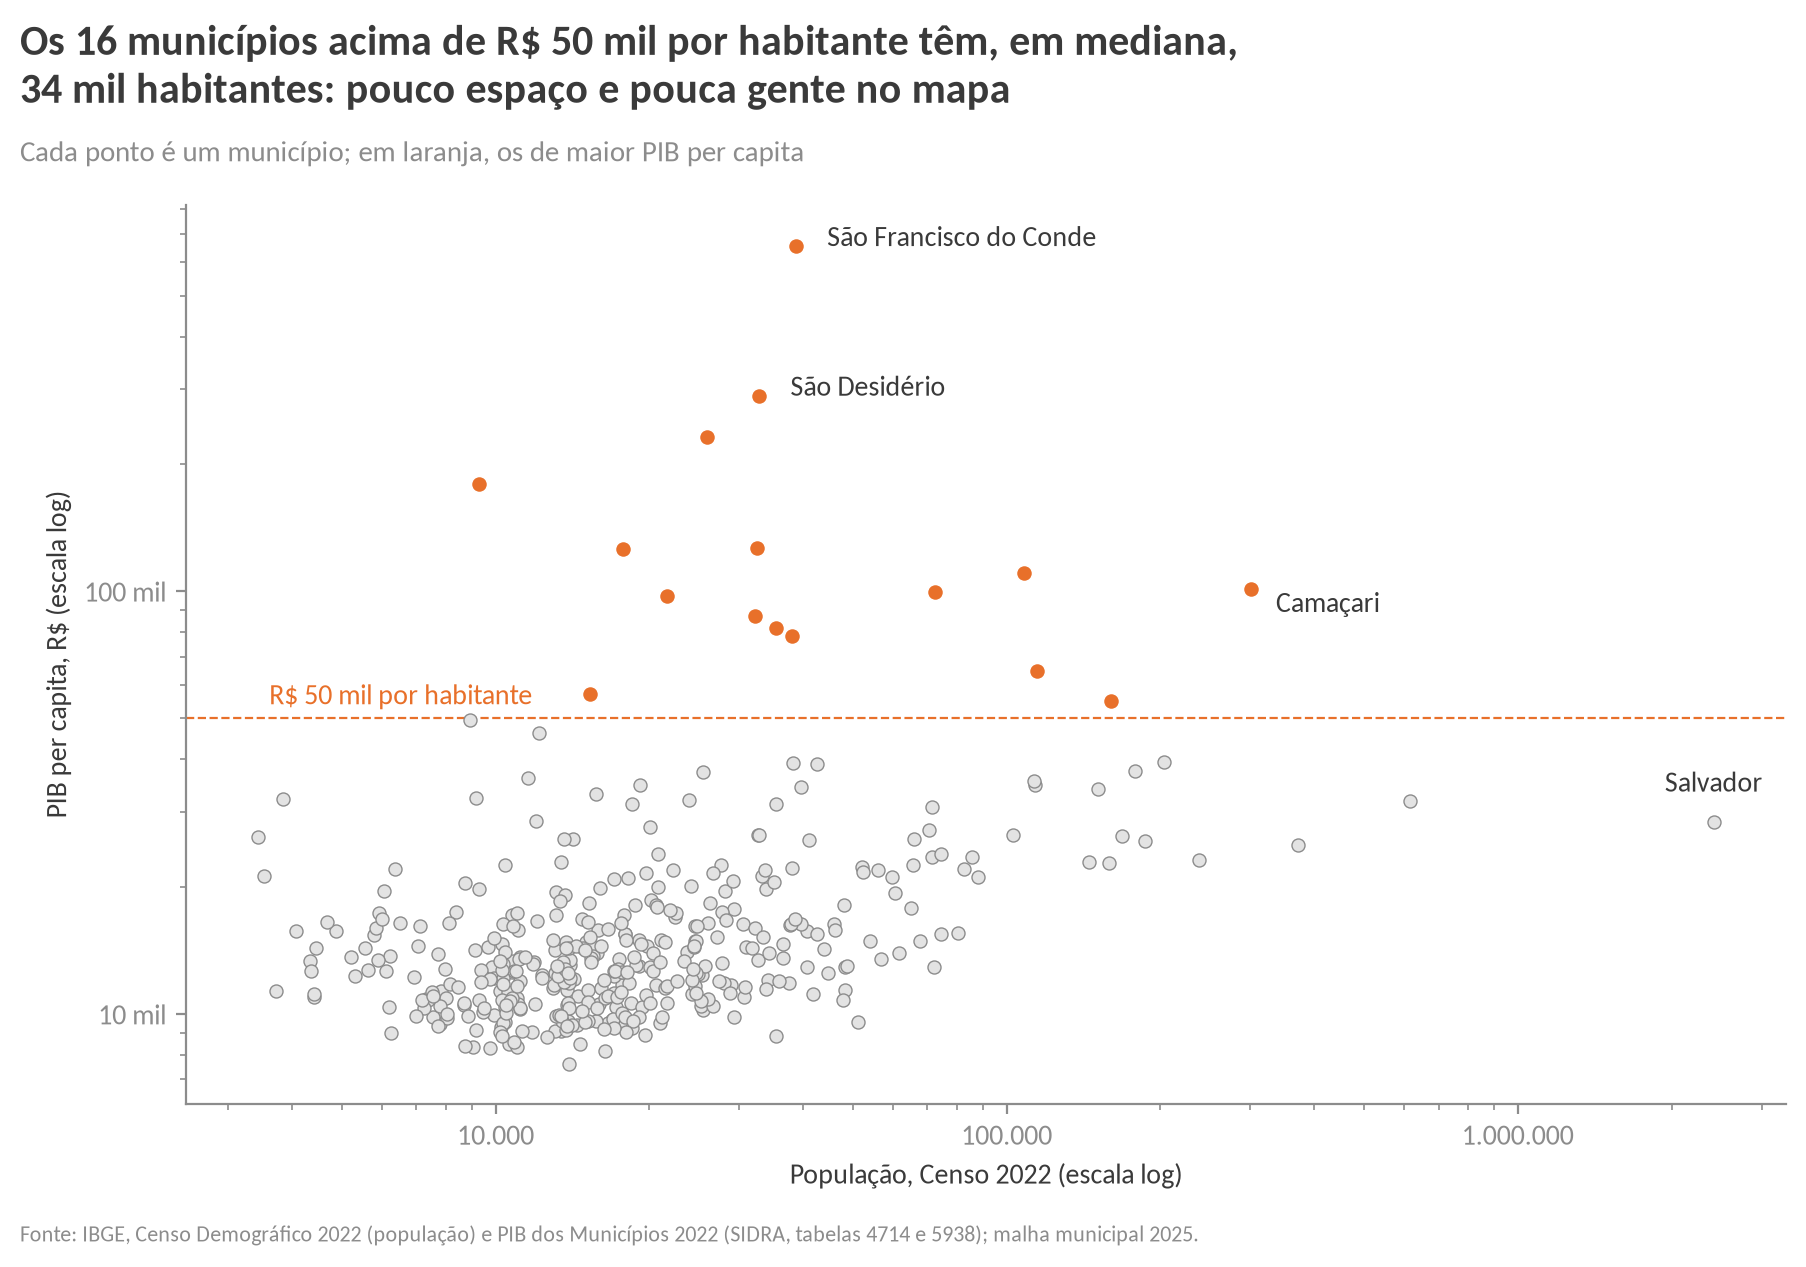 Os 16 municípios acima de R$ 50 mil por habitante têm, em mediana,
34 mil habitantes: pouco espaço e pouca gente no mapa
Cada ponto é um município; em laranja, os de maior PIB per capita
São Francisco do Conde
São Desidério
100 mil
Camaçari
R$ 50 mil por habitante
Salvador
PIB per capita, R$ (escala log)
10 mil
10.000
100.000
1.000.000
População, Censo 2022 (escala log)
Fonte: IBGE, Censo Demográfico 2022 (população) e PIB dos Municípios 2022 (SIDRA, tabelas 4714 e 5938); malha municipal 2025.